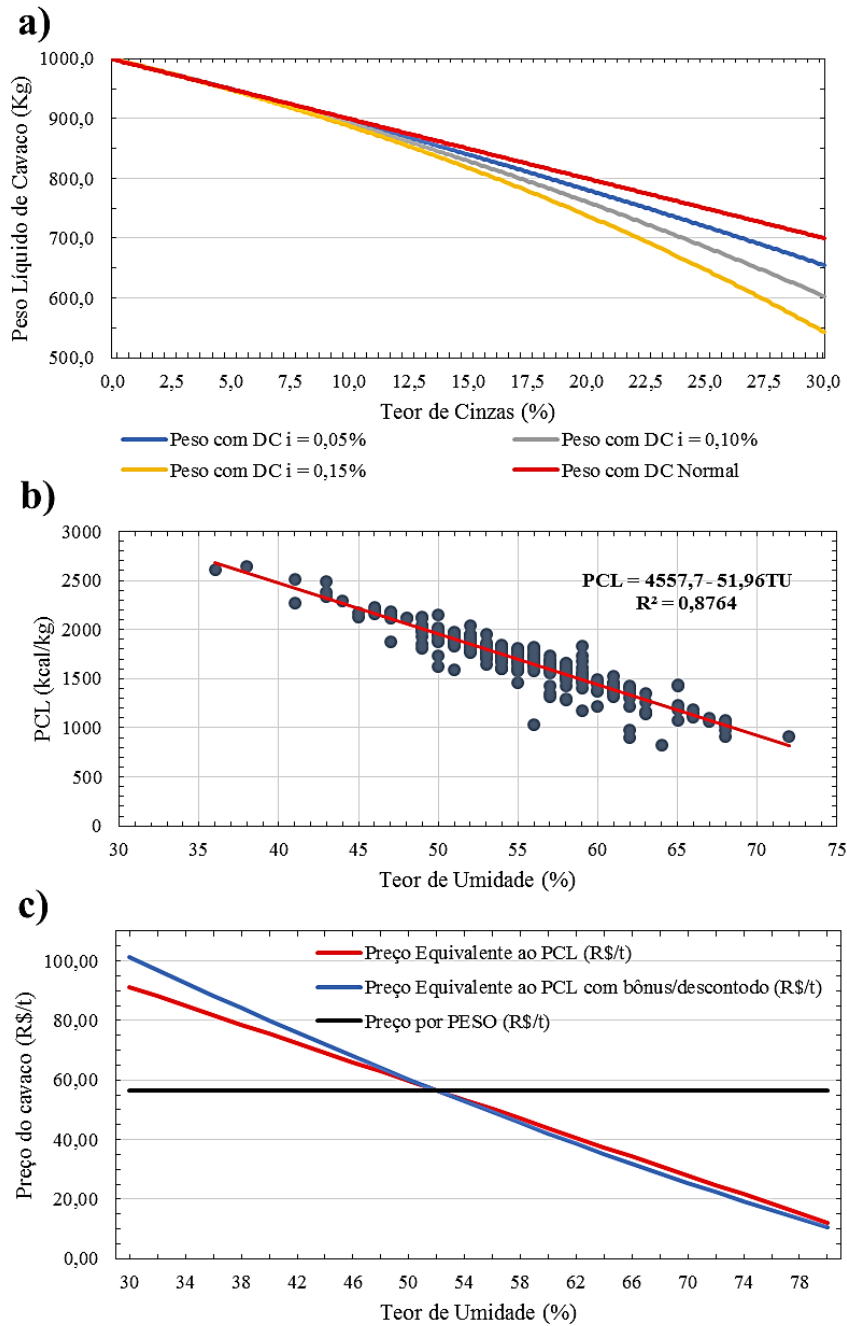 a)
Peso Líquido de Cavaco (Kg)
1000,0
900,0
800,0
700,0
600,0
500,0
0,0 2,5 5,0 7,5 10,0 12,5 15,0 17,5 20,0 22,5 25,0 27,5 30,0
Teor de Cinzas (%)
Peso com DC i = 0,05% Peso com DC i = 0,10%
Peso com DC i = 0,15% Peso com DC Normal
b)
PCL (kcal/kg)
3000
2500
2000
1500
1000
500
0
PCL = 4557,7 - 51,96TU
R² = 0,8764
30 35 40 45 50 55 60 65 70 75
Teor de Umidade (%)
c)
Preço do cavaco (R$/t)
100,00
80,00
60,00
40,00
20,00
0,00
Preço Equivalente ao PCL (R$/t)
Preço Equivalente ao PCL com bônus/descontodo (R$/t)
Preço por PESO (R$/t)
30 34 38 42 46 50 54 58 62 66 70 74 78
Teor de Umidade (%)